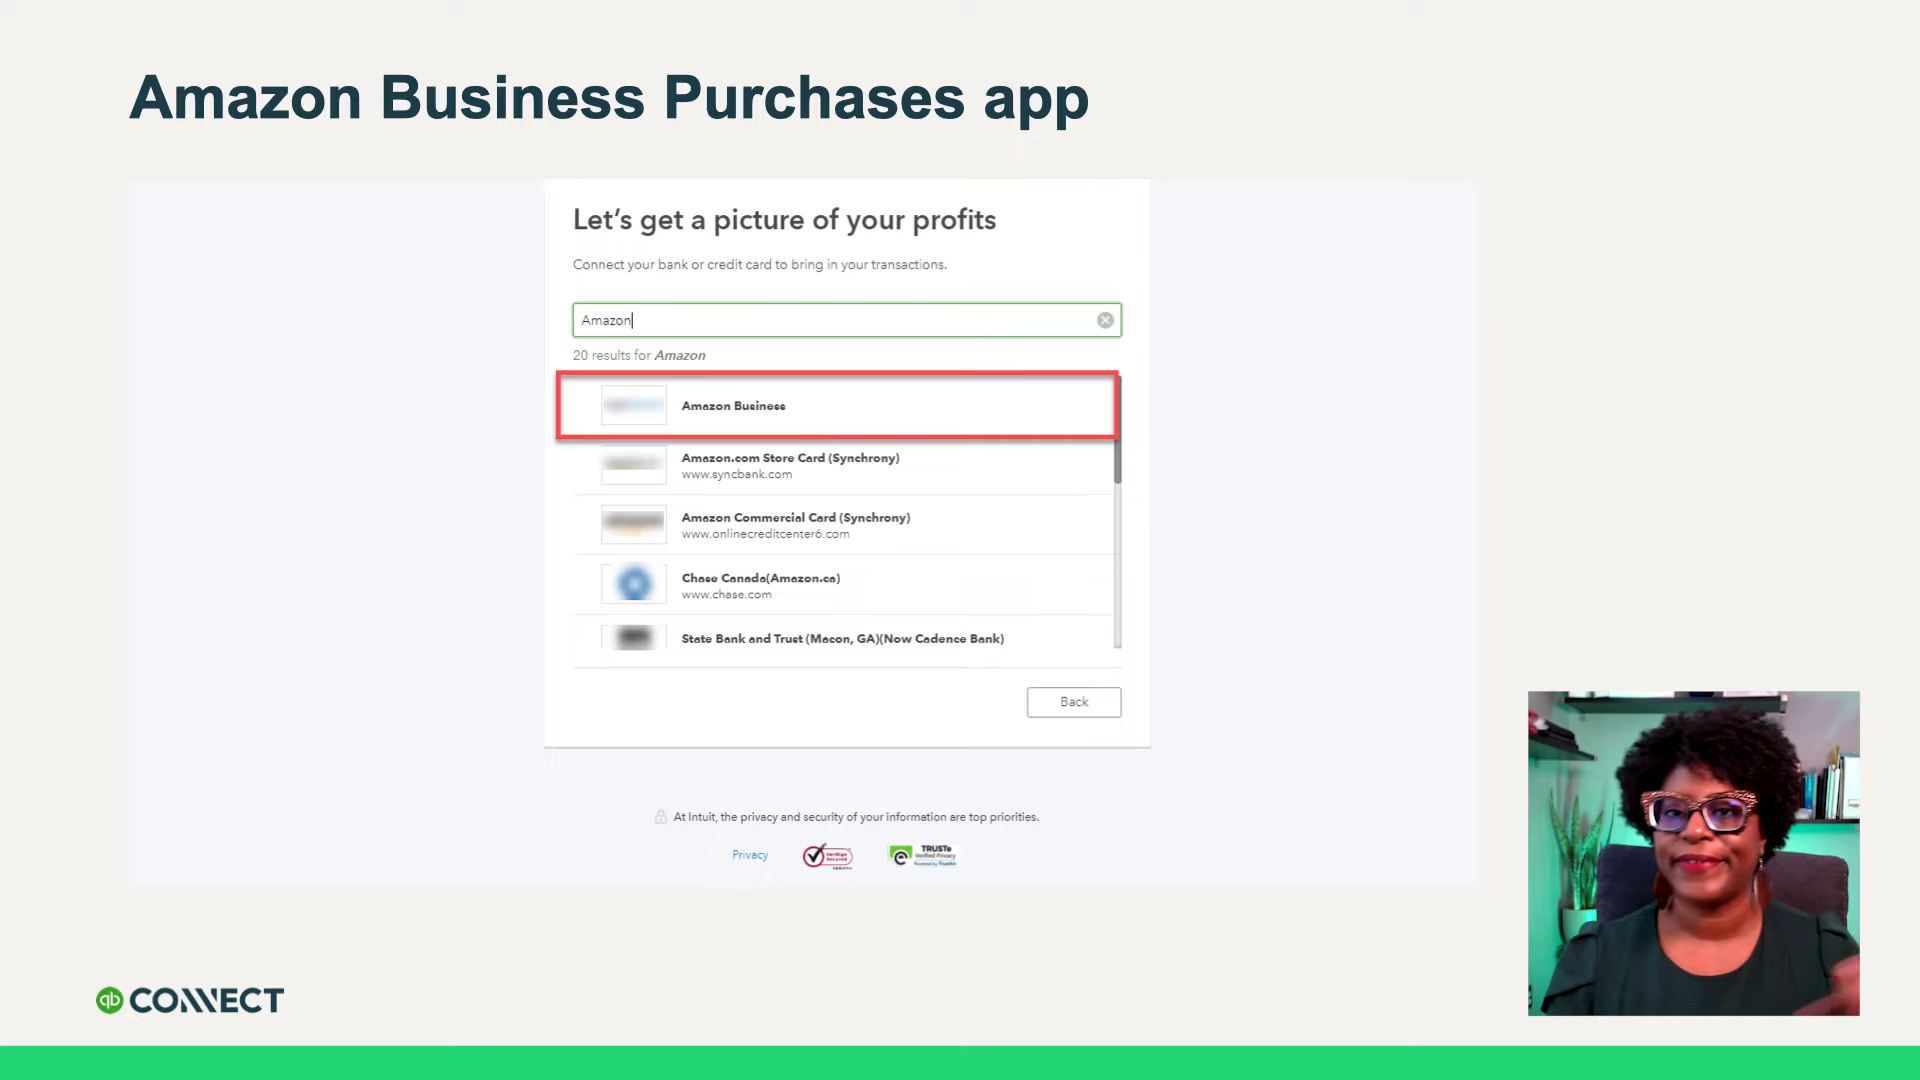 Amazon Business Purchases app
Let's get a picture of your profits
Connect your bank or credit card to bring in your transactions.
Amazon
20 results for Amazon
Amazon Business
Amazon.com Store Card (Synchrony)
www.syncbank.com
Amazon Commercial Card (Synchrony)
www.onlinecreditcenter6.com
Chase Canada(Amazon.ca)
www.chase.com
State Bank and Trust (Macon, GA)(Now Cadence Bank)
Back
At Intuit, the privacy and security of your information are top priorities.
Privacy
TRUSTe
Verified Privacy
qb CONNECT